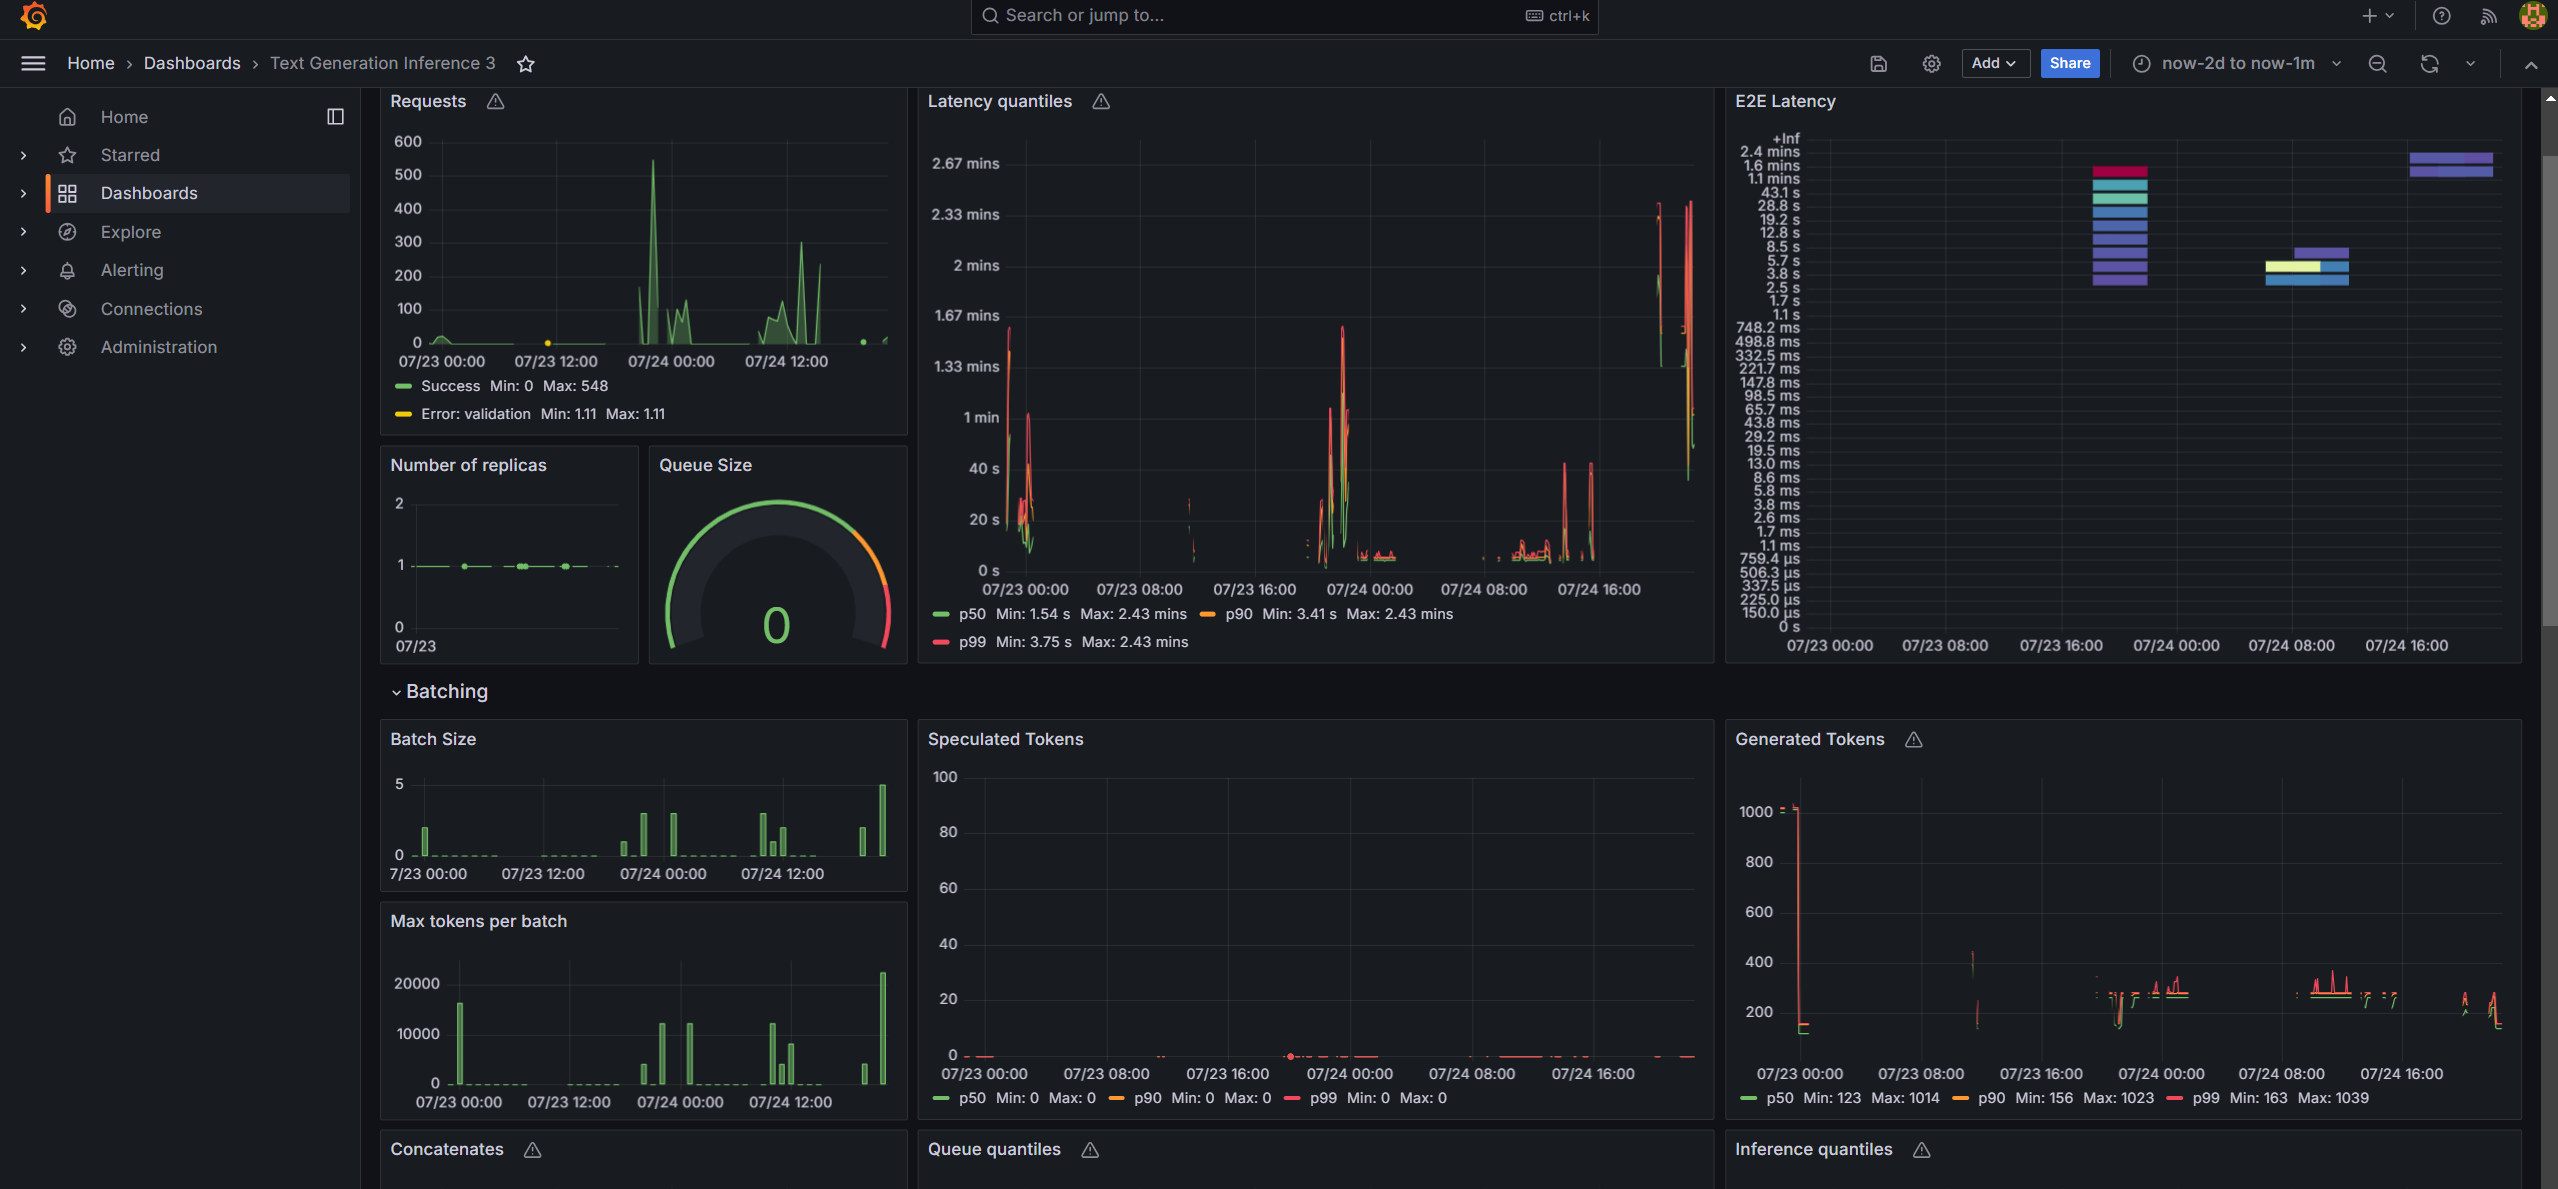 Search or jump to... ctrl+k
Home › Dashboards › Text Generation Inference 3
Add Share now-2d to now-1m
Home
Starred
Dashboards
Explore
Alerting
Connections
Administration
Requests
600
500
400
300
200
100
0
07/23 00:00 07/23 12:00 07/24 00:00 07/24 12:00
Success Min: 0 Max: 548
Error: validation Min: 1.11 Max: 1.11
Latency quantiles
2.67 mins
2.33 mins
2 mins
1.67 mins
1.33 mins
1 min
40 s
20 s
0 s
07/23 00:00 07/23 08:00 07/23 16:00 07/24 00:00 07/24 08:00 07/24 16:00
p50 Min: 1.54 s Max: 2.43 mins p90 Min: 3.41 s Max: 2.43 mins
p99 Min: 3.75 s Max: 2.43 mins
E2E Latency
+Inf
2.4 mins
1.6 mins
1.1 mins
43.1 s
28.8 s
19.2 s
12.8 s
8.5 s
5.7 s
3.8 s
2.5 s
1.7 s
1.1 s
748.2 ms
498.8 ms
332.5 ms
221.7 ms
147.8 ms
98.5 ms
65.7 ms
43.8 ms
29.2 ms
19.5 ms
13.0 ms
8.6 ms
5.8 ms
3.8 ms
2.6 ms
1.7 ms
1.1 ms
759.4 µs
506.3 µs
337.5 µs
225.0 µs
150.0 µs
0 s
07/23 00:00 07/23 08:00 07/23 16:00 07/24 00:00 07/24 08:00 07/24 16:00
Number of replicas
2
1
0
07/23
Queue Size
0
Batching
Batch Size
5
0
7/23 00:00 07/23 12:00 07/24 00:00 07/24 12:00
Max tokens per batch
20000
10000
0
07/23 00:00 07/23 12:00 07/24 00:00 07/24 12:00
Speculated Tokens
100
80
60
40
20
0
07/23 00:00 07/23 08:00 07/23 16:00 07/24 00:00 07/24 08:00 07/24 16:00
p50 Min: 0 Max: 0 p90 Min: 0 Max: 0 p99 Min: 0 Max: 0
Generated Tokens
1000
800
600
400
200
07/23 00:00 07/23 08:00 07/23 16:00 07/24 00:00 07/24 08:00 07/24 16:00
p50 Min: 123 Max: 1014 p90 Min: 156 Max: 1023 p99 Min: 163 Max: 1039
Concatenates
Queue quantiles
Inference quantiles